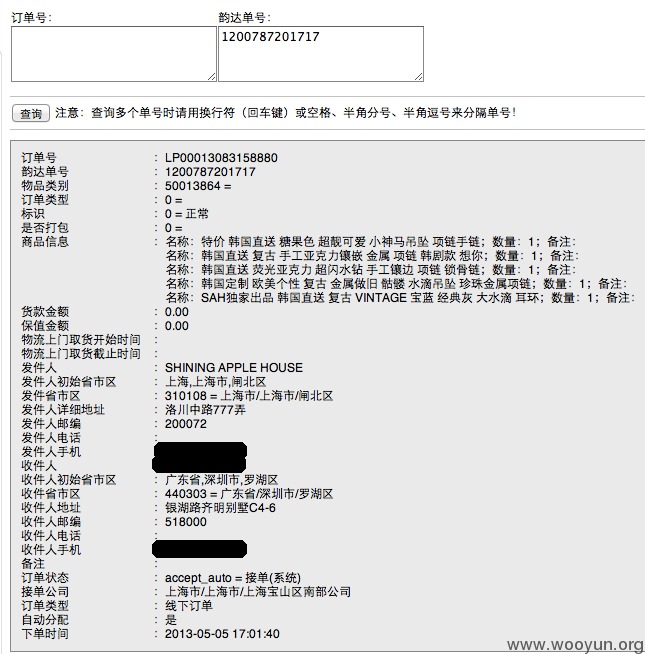 订单号： 韵达单号：
1200787201717
查询 注意：查询多个单号时请用换行符（回车键）或空格、半角分号、半角逗号来分隔单号！
订单号 ：LP00013083158880
韵达单号 ：1200787201717
物品类别 ：50013864 =
订单类型 ：0 =
标识 ：0 = 正常
是否打包 ：0 =
商品信息 ：名称：特价 韩国直送 糖果色 超靓可爱 小神马吊坠 项链手链；数量：1；备注：
名称：韩国直送 复古 手工亚克力镶嵌 金属 项链 韩剧款 想你；数量：1；备注：
名称：韩国直送 荧光亚克力 超闪水钻 手工镶边 项链 锁骨链；数量：1；备注：
名称：韩国定制 欧美个性 复古 金属做旧 骷髅 水滴吊坠 珍珠金属项链；数量：1；备注：
名称：SAH独家出品 韩国直送 复古 VINTAGE 宝蓝 经典灰 大水滴 耳环；数量：1；备注：
货款金额 ：0.00
保值金额 ：0.00
物流上门取货开始时间 ：
物流上门取货截止时间 ：
发件人 ：SHINING APPLE HOUSE
发件人初始省市区 ：上海,上海市,闸北区
发件省市区 ：310108 = 上海市/上海市/闸北区
发件人详细地址 ：洛川中路777弄
发件人邮编 ：200072
发件人电话 ：
发件人手机
收件人
收件人初始省市区 ：广东省,深圳市,罗湖区
收件省市区 ：440303 = 广东省/深圳市/罗湖区
收件人地址 ：银湖路齐明别墅C4-6
收件人邮编 ：518000
收件人电话 ：
收件人手机
备注 ：
订单状态 ：accept_auto = 接单(系统)
接单公司 ：上海市/上海市/上海宝山区南部公司
订单类型 ：线下订单
自动分配 ：是
下单时间 ：2013-05-05 17:01:40
www.wooyun.org